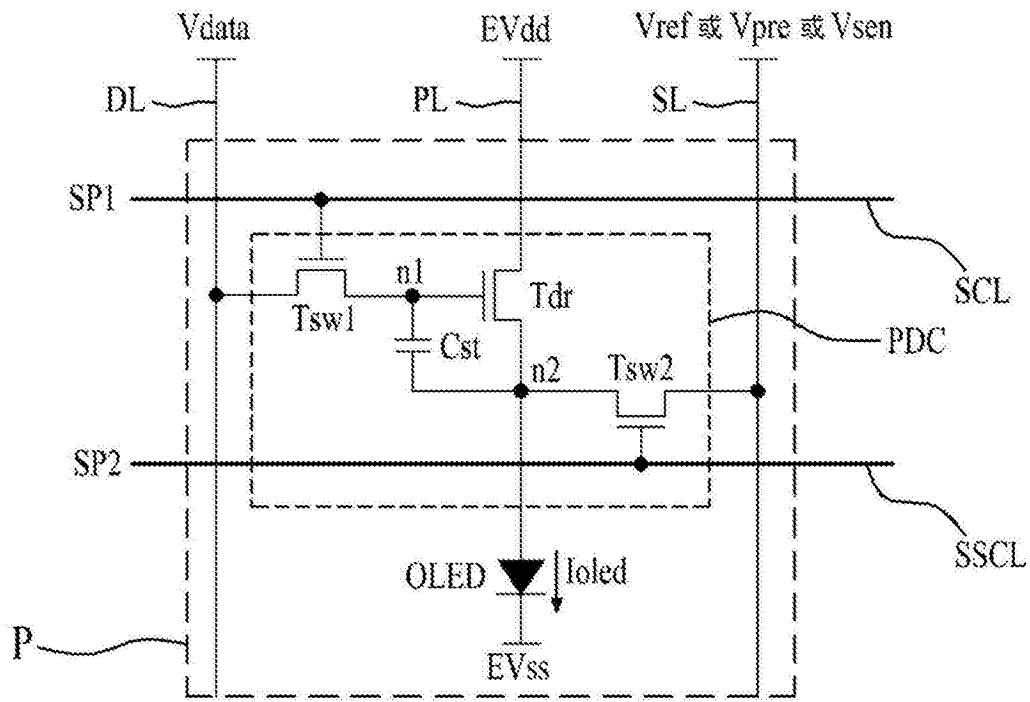 Vdata
EVdd
Vref 或 Vpre 或 Vsen
DL
PL
SL
SP1
SCL
n1
Tdr
Tsw1
PDC
Cst
n2
Tsw2
SP2
SSCL
OLED
Ioled
P
EVss